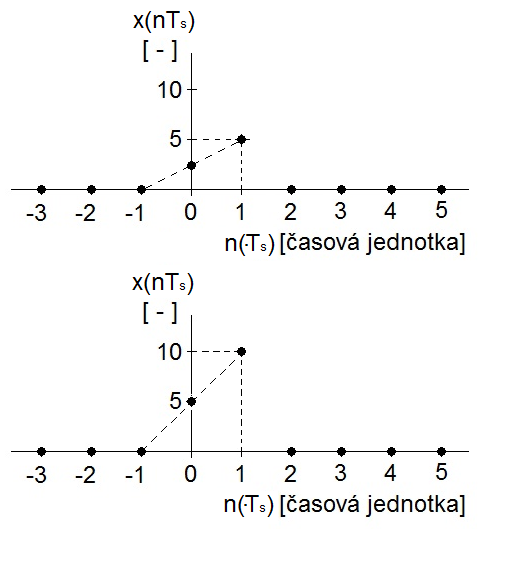 x(nTs)
[ - ]
10
5
-3 -2 -1 0 1 2 3 4 5
n(·Ts) [časová jednotka]
x(nTs)
[ - ]
10
5
-3 -2 -1 0 1 2 3 4 5
n(·Ts) [časová jednotka]